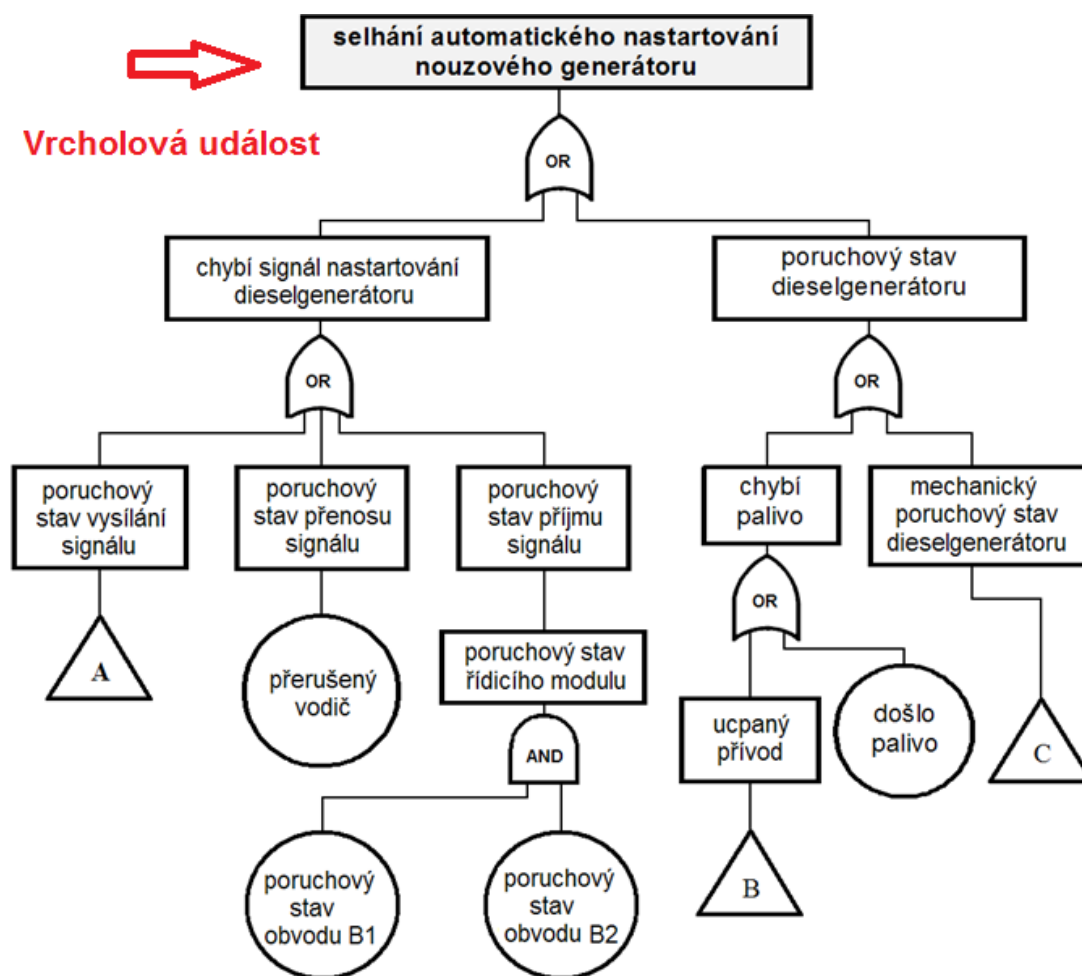 selhání automatického nastartování
nouzového generátoru
Vrcholová událost
OR
chybí signál nastartování
dieselgenerátoru
poruchový stav
dieselgenerátoru
OR
OR
poruchový
stav vysílání
signálu
poruchový
stav přenosu
signálu
poruchový
stav příjmu
signálu
chybí
palivo
mechanický
poruchový stav
dieselgenerátoru
A
přerušený
vodič
poruchový stav
řídicího modulu
OR
ucpaný
přívod
došlo
palivo
C
AND
poruchový
stav
obvodu B1
poruchový
stav
obvodu B2
B